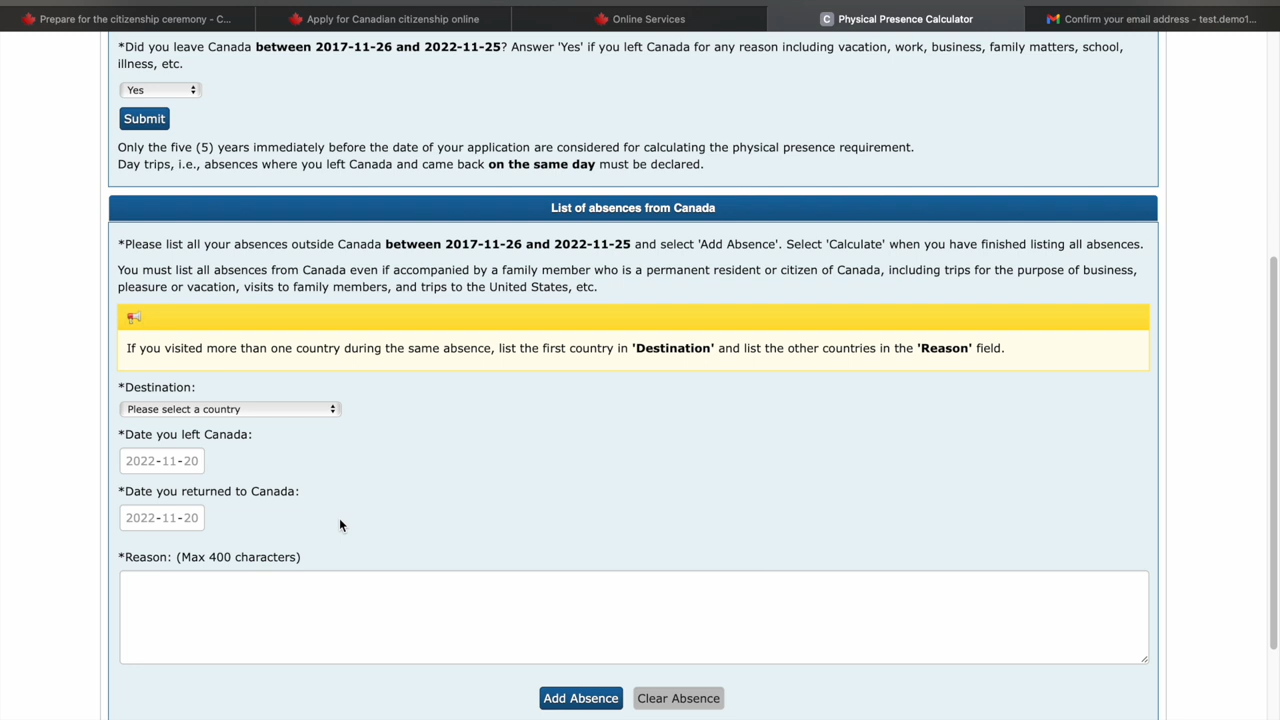 Prepare for the citizenship ceremony - C...
Apply for Canadian citizenship online
Online Services
Physical Presence Calculator
Confirm your email address - test.demo1...
*Did you leave Canada between 2017-11-26 and 2022-11-25? Answer 'Yes' if you left Canada for any reason including vacation, work, business, family matters, school,
illness, etc.
Yes
Submit
Only the five (5) years immediately before the date of your application are considered for calculating the physical presence requirement.
Day trips, i.e., absences where you left Canada and came back on the same day must be declared.
List of absences from Canada
*Please list all your absences outside Canada between 2017-11-26 and 2022-11-25 and select 'Add Absence'. Select 'Calculate' when you have finished listing all absences.
You must list all absences from Canada even if accompanied by a family member who is a permanent resident or citizen of Canada, including trips for the purpose of business,
pleasure or vacation, visits to family members, and trips to the United States, etc.
If you visited more than one country during the same absence, list the first country in 'Destination' and list the other countries in the 'Reason' field.
*Destination:
Please select a country
*Date you left Canada:
2022-11-20
*Date you returned to Canada:
2022-11-20
*Reason: (Max 400 characters)
Add Absence
Clear Absence